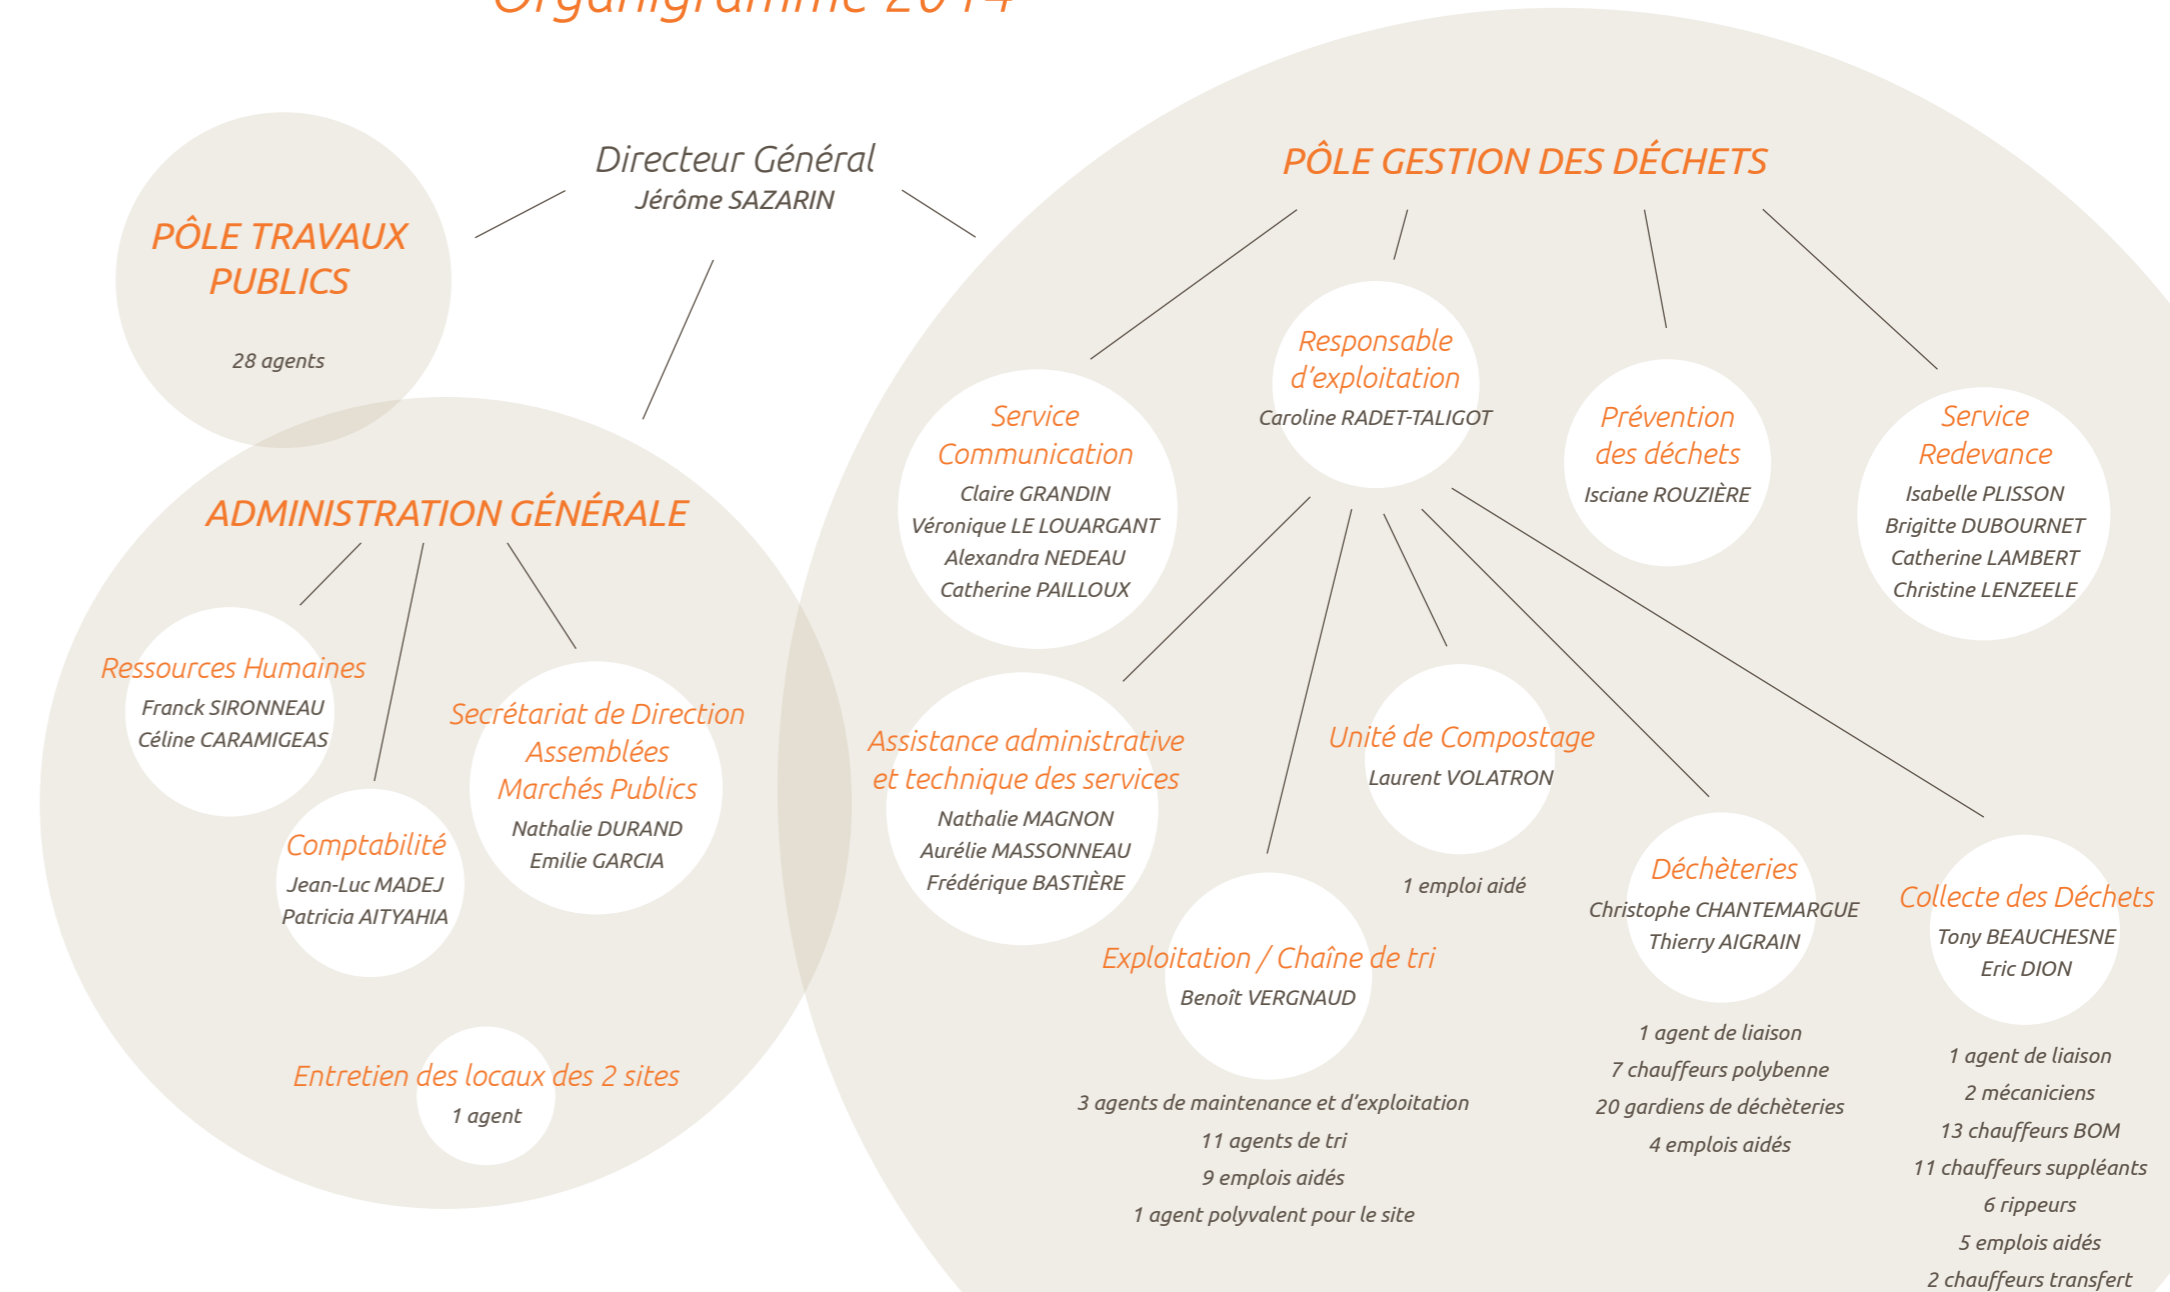 Organigramme 2014
Directeur Général
Jérôme SAZARIN
PÔLE TRAVAUX
PUBLICS
28 agents
ADMINISTRATION GÉNÉRALE
Ressources Humaines
Franck SIRONNEAU
Céline CARAMIGEAS
Comptabilité
Jean-Luc MADEJ
Patricia AITYAHIA
Secrétariat de Direction
Assemblées
Marchés Publics
Nathalie DURAND
Emilie GARCIA
Entretien des locaux des 2 sites
1 agent
PÔLE GESTION DES DÉCHETS
Service
Communication
Claire GRANDIN
Véronique LE LOUARGANT
Alexandra NEDEAU
Catherine PAILLOUX
Responsable
d’exploitation
Caroline RADET-TALIGOT
Prévention
des déchets
Isciane ROUZIÈRE
Service
Redevance
Isabelle PLISSON
Brigitte DUBOURNET
Catherine LAMBERT
Christine LENZEELE
Assistance administrative
et technique des services
Nathalie MAGNON
Aurélie MASSONNEAU
Frédérique BASTIÈRE
Exploitation / Chaîne de tri
Benoît VERGNAUD
3 agents de maintenance et d’exploitation
11 agents de tri
9 emplois aidés
1 agent polyvalent pour le site
Unité de Compostage
Laurent VOLATRON
1 emploi aidé
Déchèteries
Christophe CHANTEMARGUE
Thierry AIGRAIN
1 agent de liaison
7 chauffeurs polybenne
20 gardiens de déchèteries
4 emplois aidés
Collecte des Déchets
Tony BEAUCHESNE
Eric DION
1 agent de liaison
2 mécaniciens
13 chauffeurs BOM
11 chauffeurs suppléants
6 rippeurs
5 emplois aidés
2 chauffeurs transfert